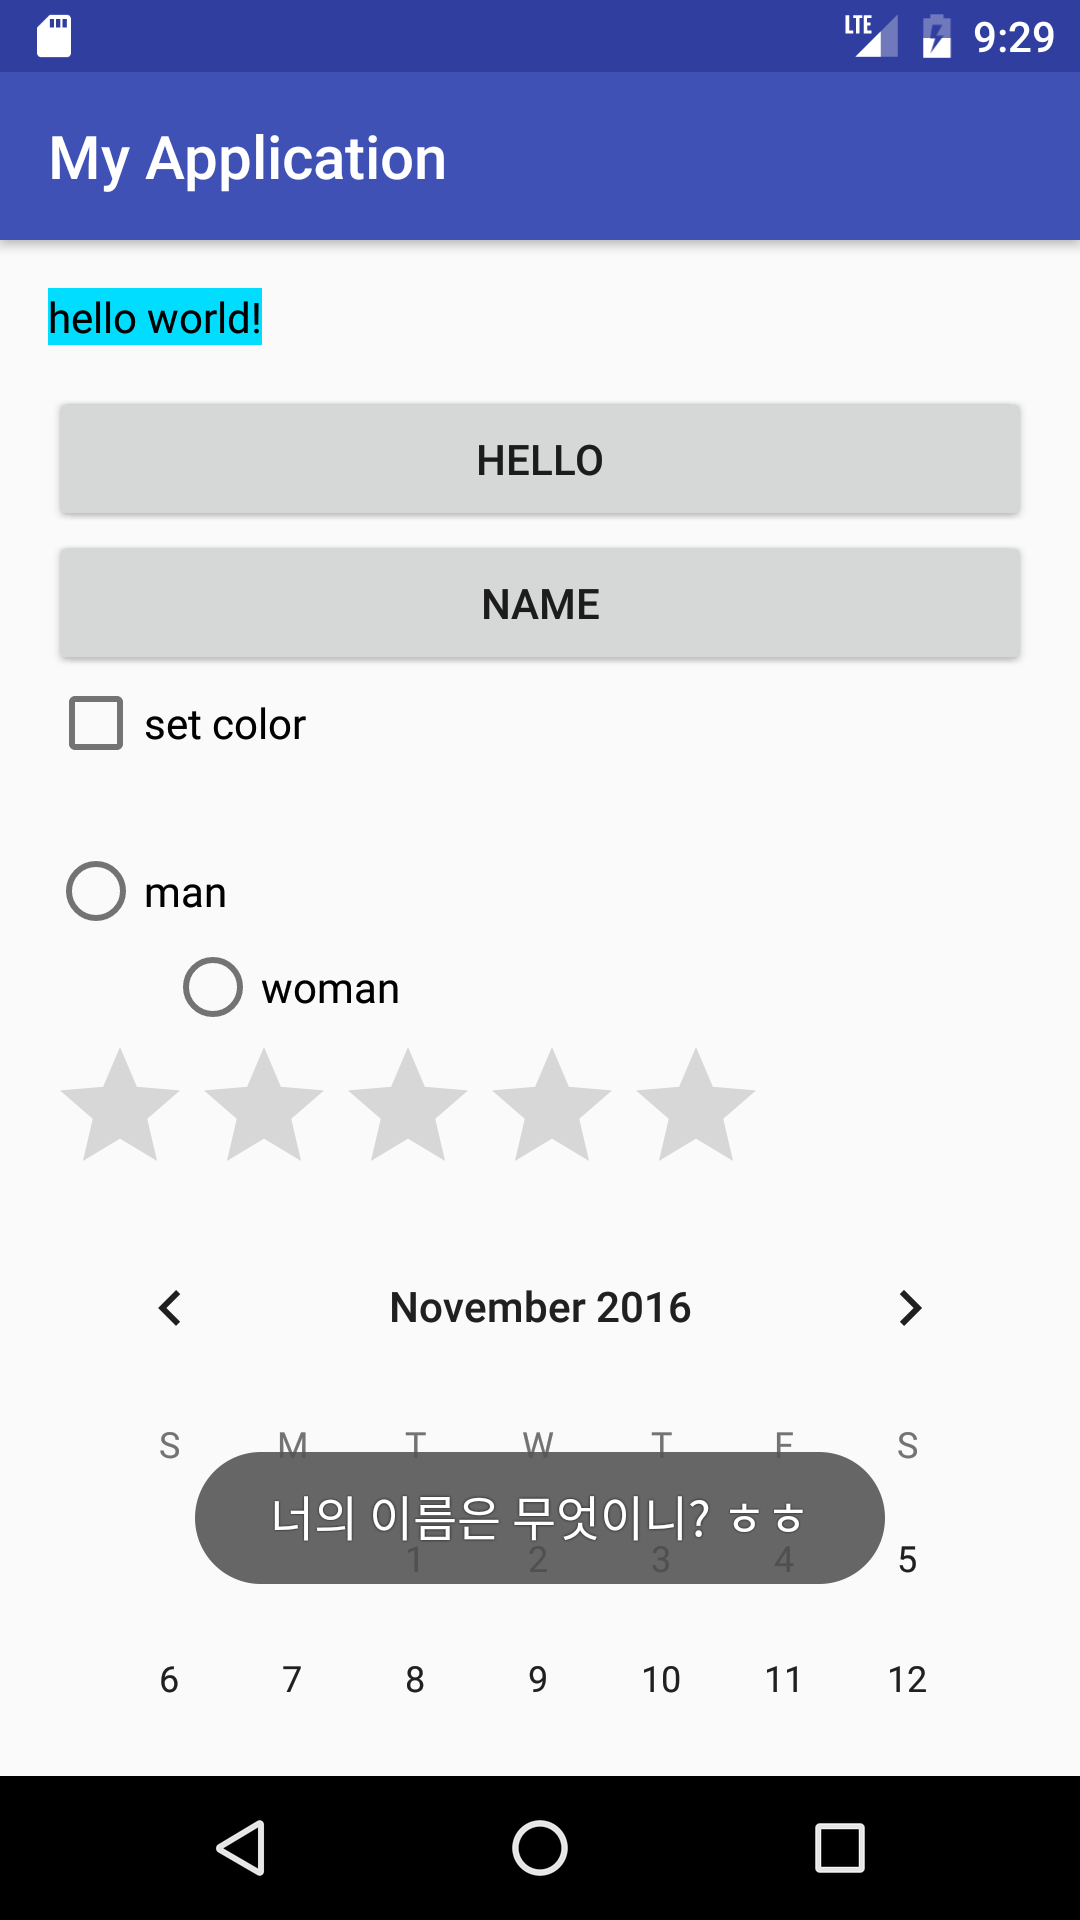 LTE 9:29
My Application
hello world!
HELLO
NAME
set color
man
woman
November 2016
S M T W T F S
너의 이름은 무엇이니? ㅎㅎ
1 2 3 4 5
6 7 8 9 10 11 12